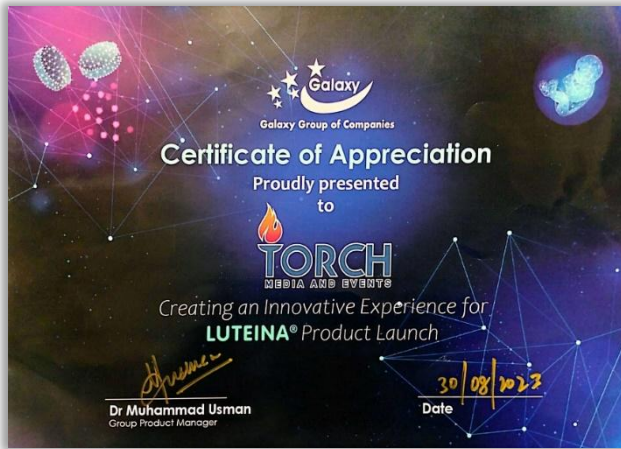 Galaxy
Galaxy Group of Companies
Certificate of Appreciation
Proudly presented
to
TORCH
MEDIA AND EVENTS
Creating an Innovative Experience for
LUTEINA® Product Launch
Usman
30/08/2023
Dr Muhammad Usman
Date
Group Product Manager